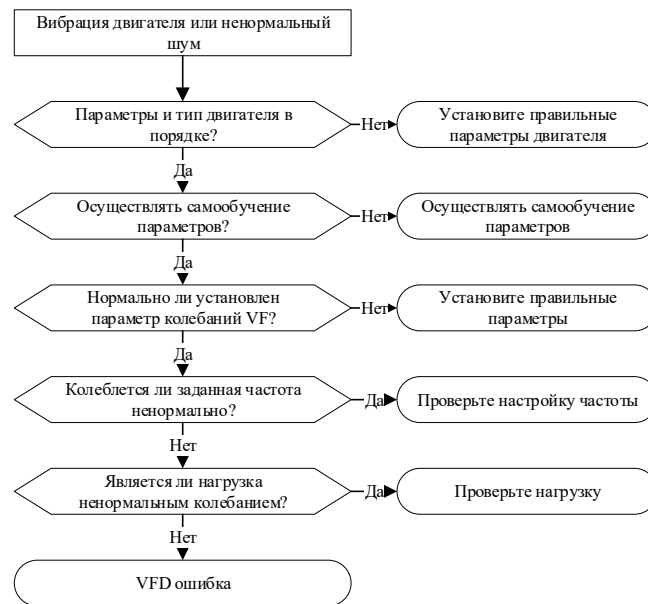 Вибрация двигателя или ненормальный
шум
Параметры и тип двигателя в
порядке?
Нет
Установите правильные
параметры двигателя
Да
Осуществлять самообучение
параметров?
Нет
Осуществлять самообучение
параметров
Да
Нормально ли установлен
параметр колебаний VF?
Нет
Установите правильные
параметры
Да
Колеблется ли заданная частота
ненормально?
Да
Проверьте настройку частоты
Нет
Является ли нагрузка
ненормальным колебанием?
Да
Проверьте нагрузку
Нет
VFD ошибка